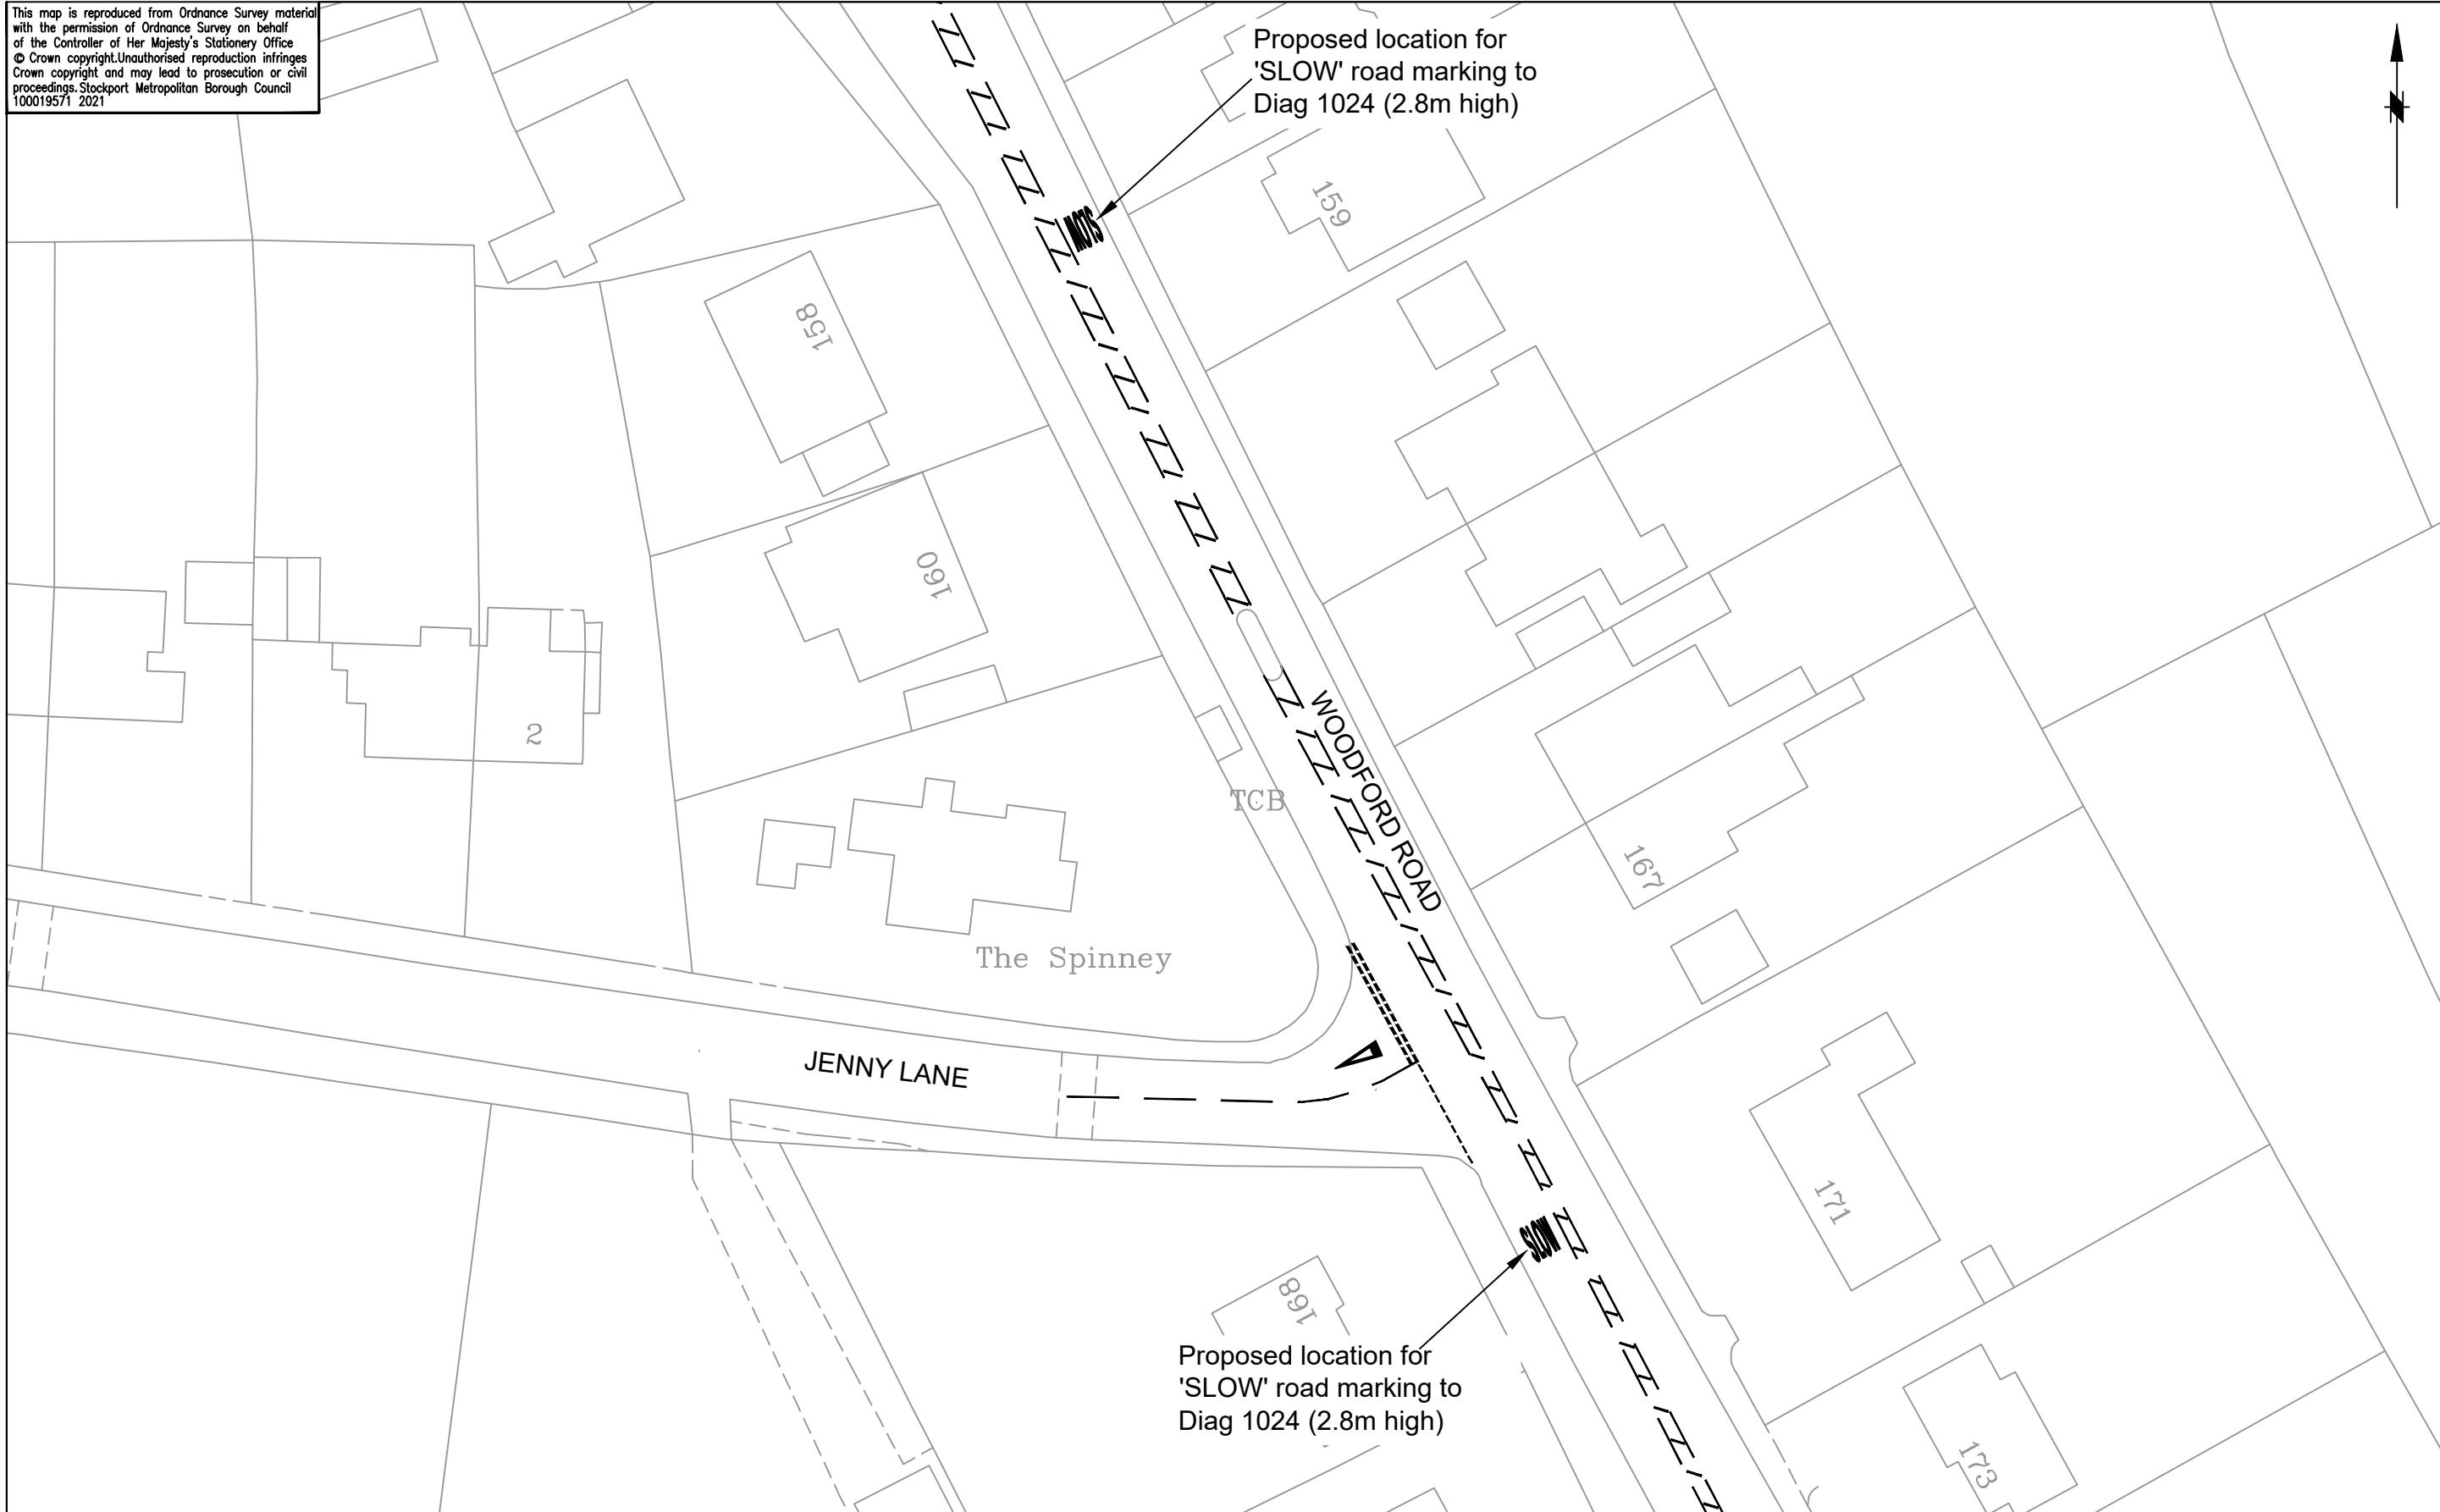 This map is reproduced from Ordnance Survey material
with the permission of Ordnance Survey on behalf
of the Controller of Her Majesty's Stationery Office
© Crown copyright.Unauthorised reproduction infringes
Crown copyright and may lead to prosecution or civil
proceedings. Stockport Metropolitan Borough Council
100019571 2021
Proposed location for
'SLOW' road marking to
Diag 1024 (2.8m high)
SLOW
159
158
160
2
WOODFORD ROAD
TCB
167
The Spinney
JENNY LANE
171
SLOW
168
Proposed location for
'SLOW' road marking to
Diag 1024 (2.8m high)
173